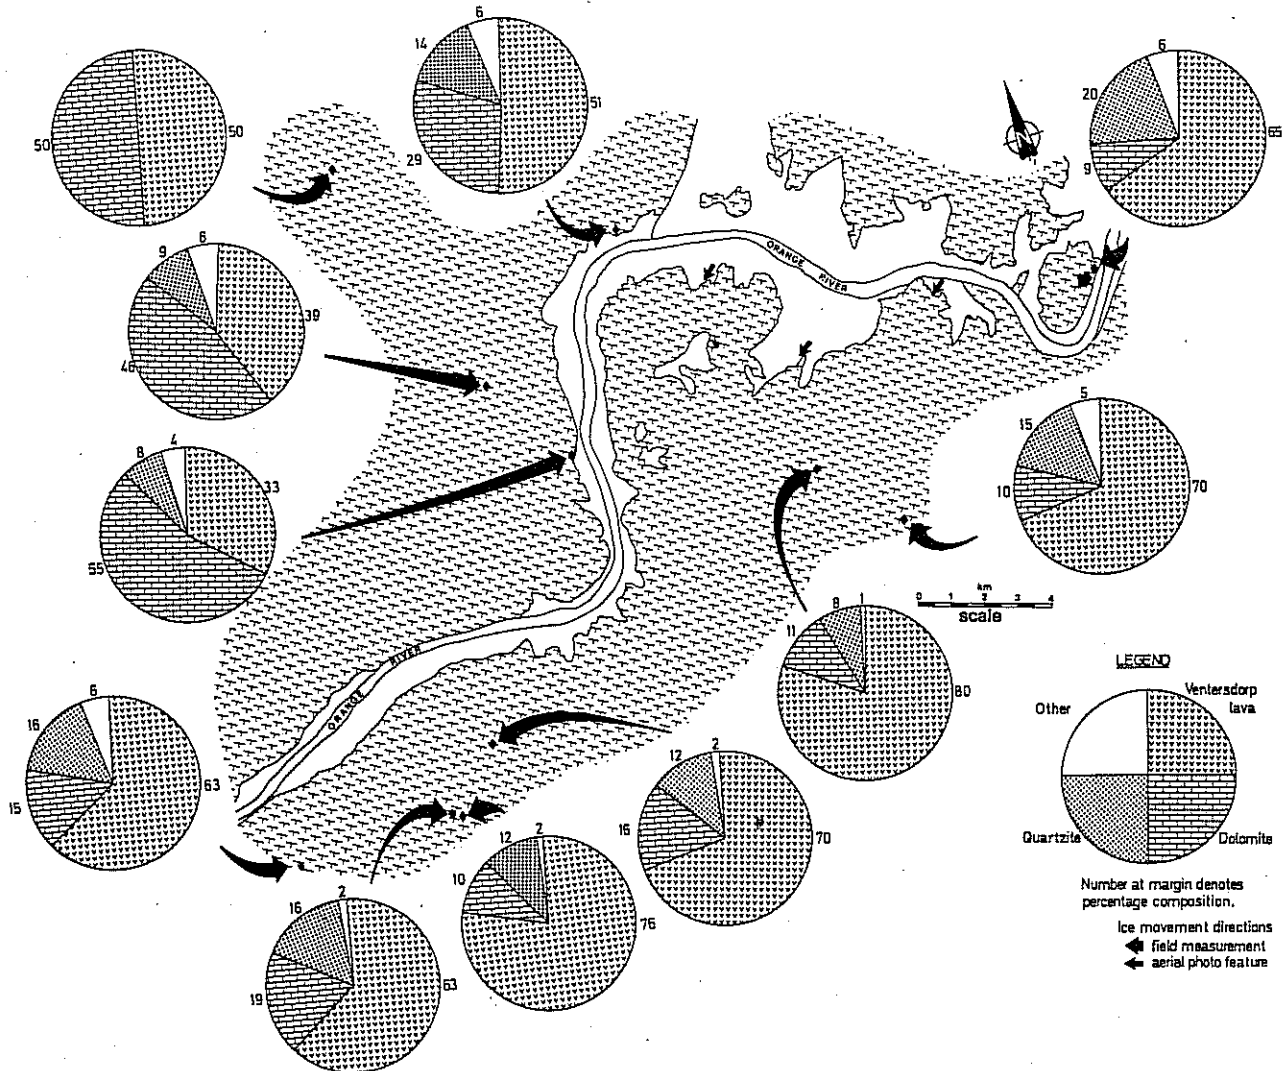 6
14
51
29
50
50
6
20
65
9
9
6
39
46
ORANGE
RIVER
4
8
33
55
5
15
70
10
km
0 1 2 3 4
scale
1
8
11
80
ORANGE RIVER
6
16
63
15
2
12
16
70
2
12
10
76
2
16
19
63
LEGEND
Other
Ventersdorp
lava
Quartzite
Dolomite
Number at margin denotes
percentage composition.
Ice movement directions
field measurement
aerial photo feature